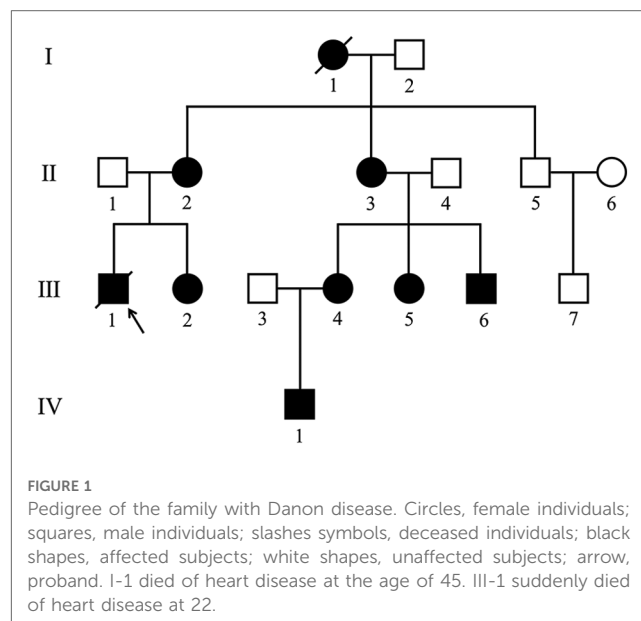 I
1 2
II
1 2 3 4 5 6
III
1 2 3 4 5 6 7
IV
1
FIGURE 1
Pedigree of the family with Danon disease. Circles, female individuals;
squares, male individuals; slashes symbols, deceased individuals; black
shapes, affected subjects; white shapes, unaffected subjects; arrow,
proband. I-1 died of heart disease at the age of 45. III-1 suddenly died
of heart disease at 22.